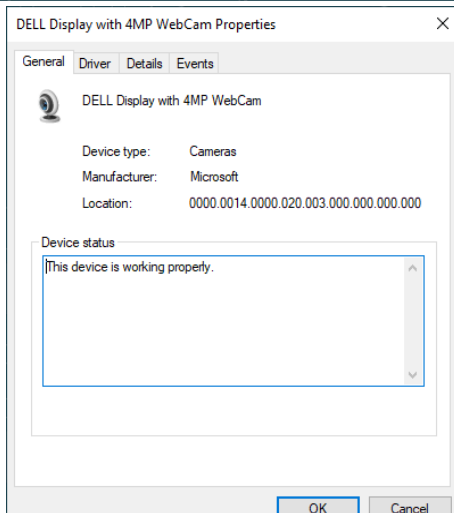 DELL Display with 4MP WebCam Properties
General Driver Details Events
DELL Display with 4MP WebCam
Device type: Cameras
Manufacturer: Microsoft
Location: 0000.0014.0000.020.003.000.000.000.000
Device status
This device is working properly.
OK Cancel